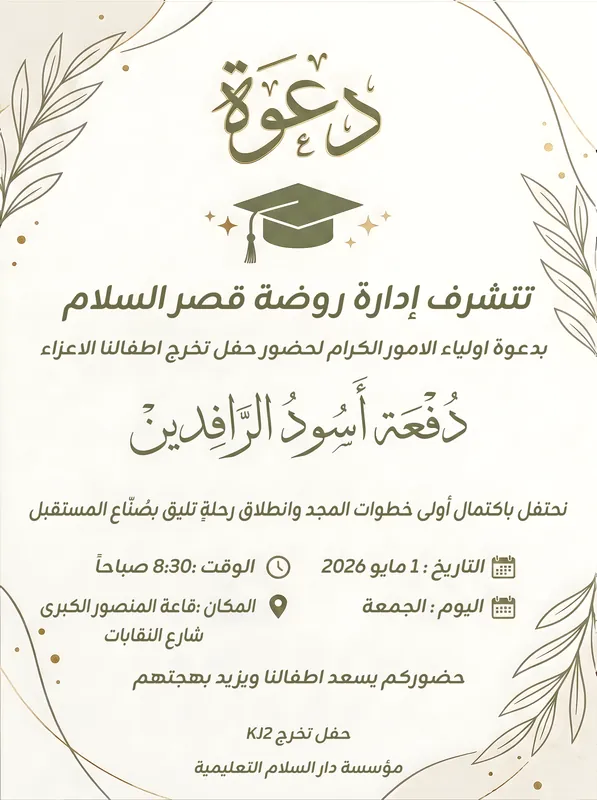 دعوة
تتشرف إدارة روضة قصر السلام
بدعوة اولياء الامور الكرام لحضور حفل تخرج اطفالنا الاعزاء
دُفْعَة أَسُودُ الرَّافِدينْ
نحتفل باكتمال أولى خطوات المجد وانطلاق رحلةٍ تليق بصُنّاع المستقبل
التاريخ : 1 مايو 2026
الوقت :8:30 صباحاً
اليوم : الجمعة
المكان :قاعة المنصور الكبرى
شارع النقابات
حضوركم يسعد اطفالنا ويزيد بهجتهم
حفل تخرج KJ2
مؤسسة دار السلام التعليمية